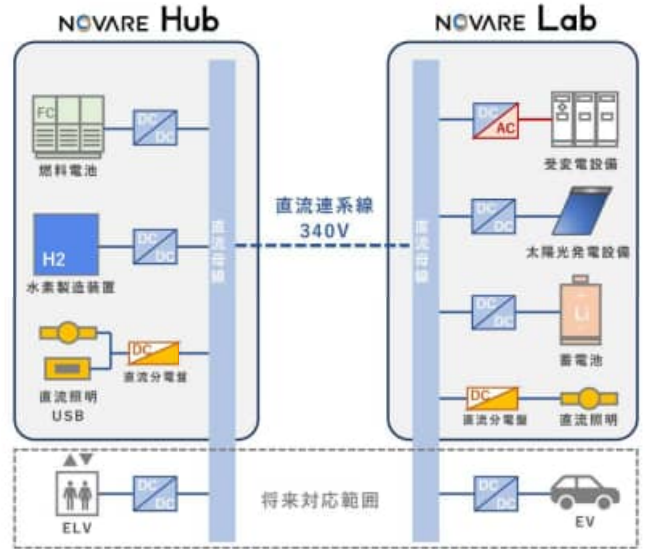 NOVARE Hub
NOVARE Lab
FC
DC
DC
燃料電池
H2
DC
DC
水素製造装置
直流照明
USB
DC
直流分電盤
直流母線
直流連系線
340V
直流母線
DC
AC
受変電設備
DC
DC
太陽光発電設備
DC
DC
Li
蓄電池
DC
直流分電盤
直流照明
ELV
DC
DC
将来対応範囲
DC
DC
EV